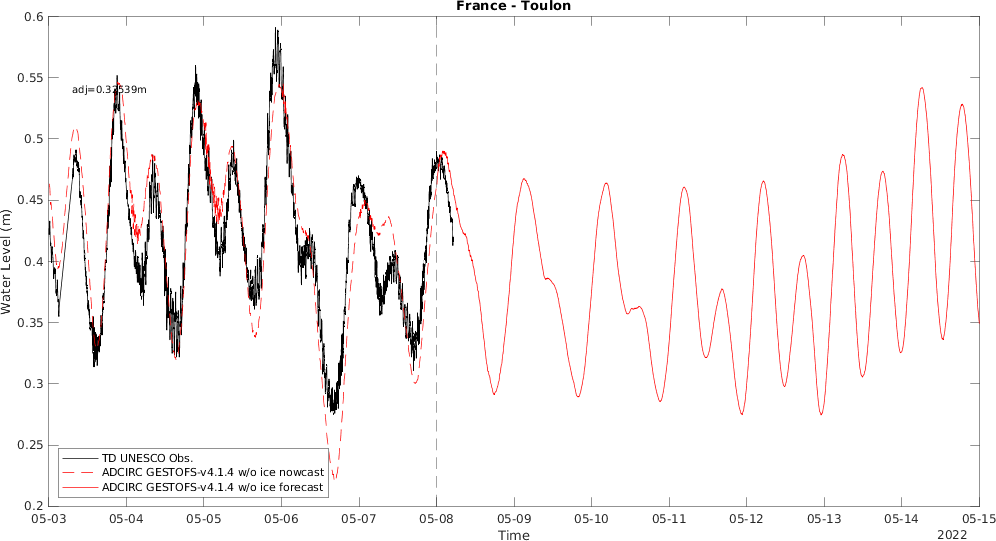 France - Toulon
0.6
0.55
0.5
0.45
0.4
0.35
0.3
0.25
0.2
Water Level (m)
adj=0.32539m
TD UNESCO Obs.
ADCIRC GESTOFS-v4.1.4 w/o ice nowcast
ADCIRC GESTOFS-v4.1.4 w/o ice forecast
05-03 05-04 05-05 05-06 05-07 05-08 05-09 05-10 05-11 05-12 05-13 05-14 05-15
Time
2022